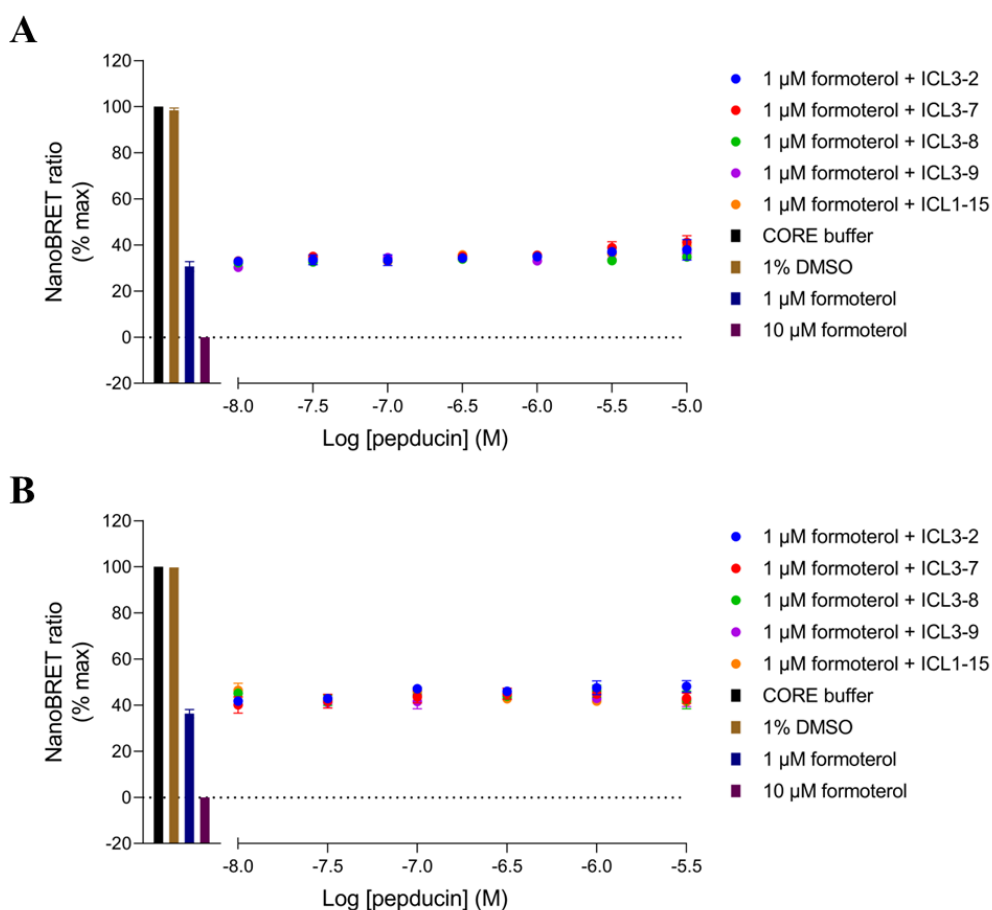 A
120
100
80
60
40
20
0
-20
NanoBRET ratio
(% max)
-8.0 -7.5 -7.0 -6.5 -6.0 -5.5 -5.0
Log [pepducin] (M)
1 µM formoterol + ICL3-2
1 µM formoterol + ICL3-7
1 µM formoterol + ICL3-8
1 µM formoterol + ICL3-9
1 µM formoterol + ICL1-15
CORE buffer
1% DMSO
1 µM formoterol
10 µM formoterol
B
120
100
80
60
40
20
0
-20
NanoBRET ratio
(% max)
-8.0 -7.5 -7.0 -6.5 -6.0 -5.5
Log [pepducin] (M)
1 µM formoterol + ICL3-2
1 µM formoterol + ICL3-7
1 µM formoterol + ICL3-8
1 µM formoterol + ICL3-9
1 µM formoterol + ICL1-15
CORE buffer
1% DMSO
1 µM formoterol
10 µM formoterol